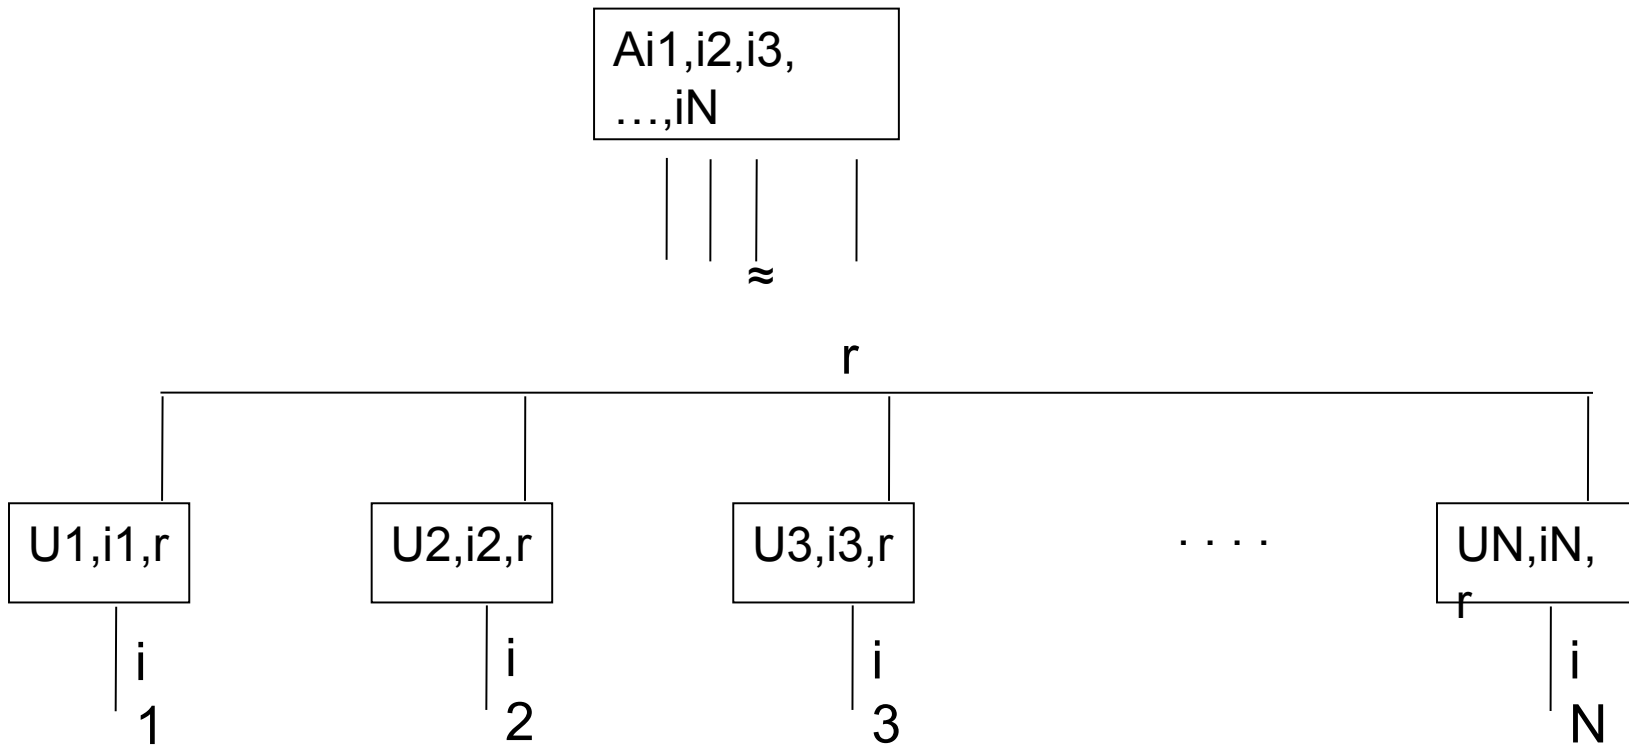 Ai1,i2,i3,
…,iN
≈
r
U1,i1,r
U2,i2,r
U3,i3,r
. . . .
UN,iN,
r
i
1
i
2
i
3
i
N